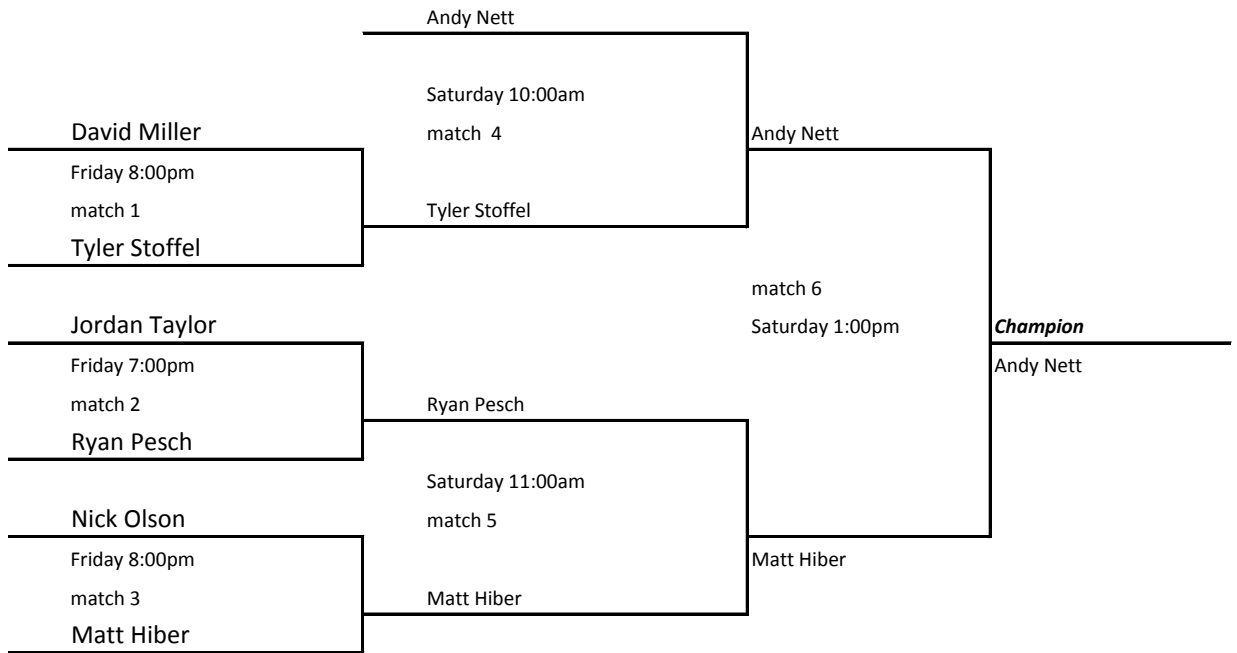 Andy Nett
Saturday 10:00am
David Miller
match 4
Andy Nett
Friday 8:00pm
match 1
Tyler Stoffel
Tyler Stoffel
match 6
Jordan Taylor
Saturday 1:00pm
Champion
Friday 7:00pm
Andy Nett
match 2
Ryan Pesch
Ryan Pesch
Saturday 11:00am
Nick Olson
match 5
Friday 8:00pm
Matt Hiber
match 3
Matt Hiber
Matt Hiber